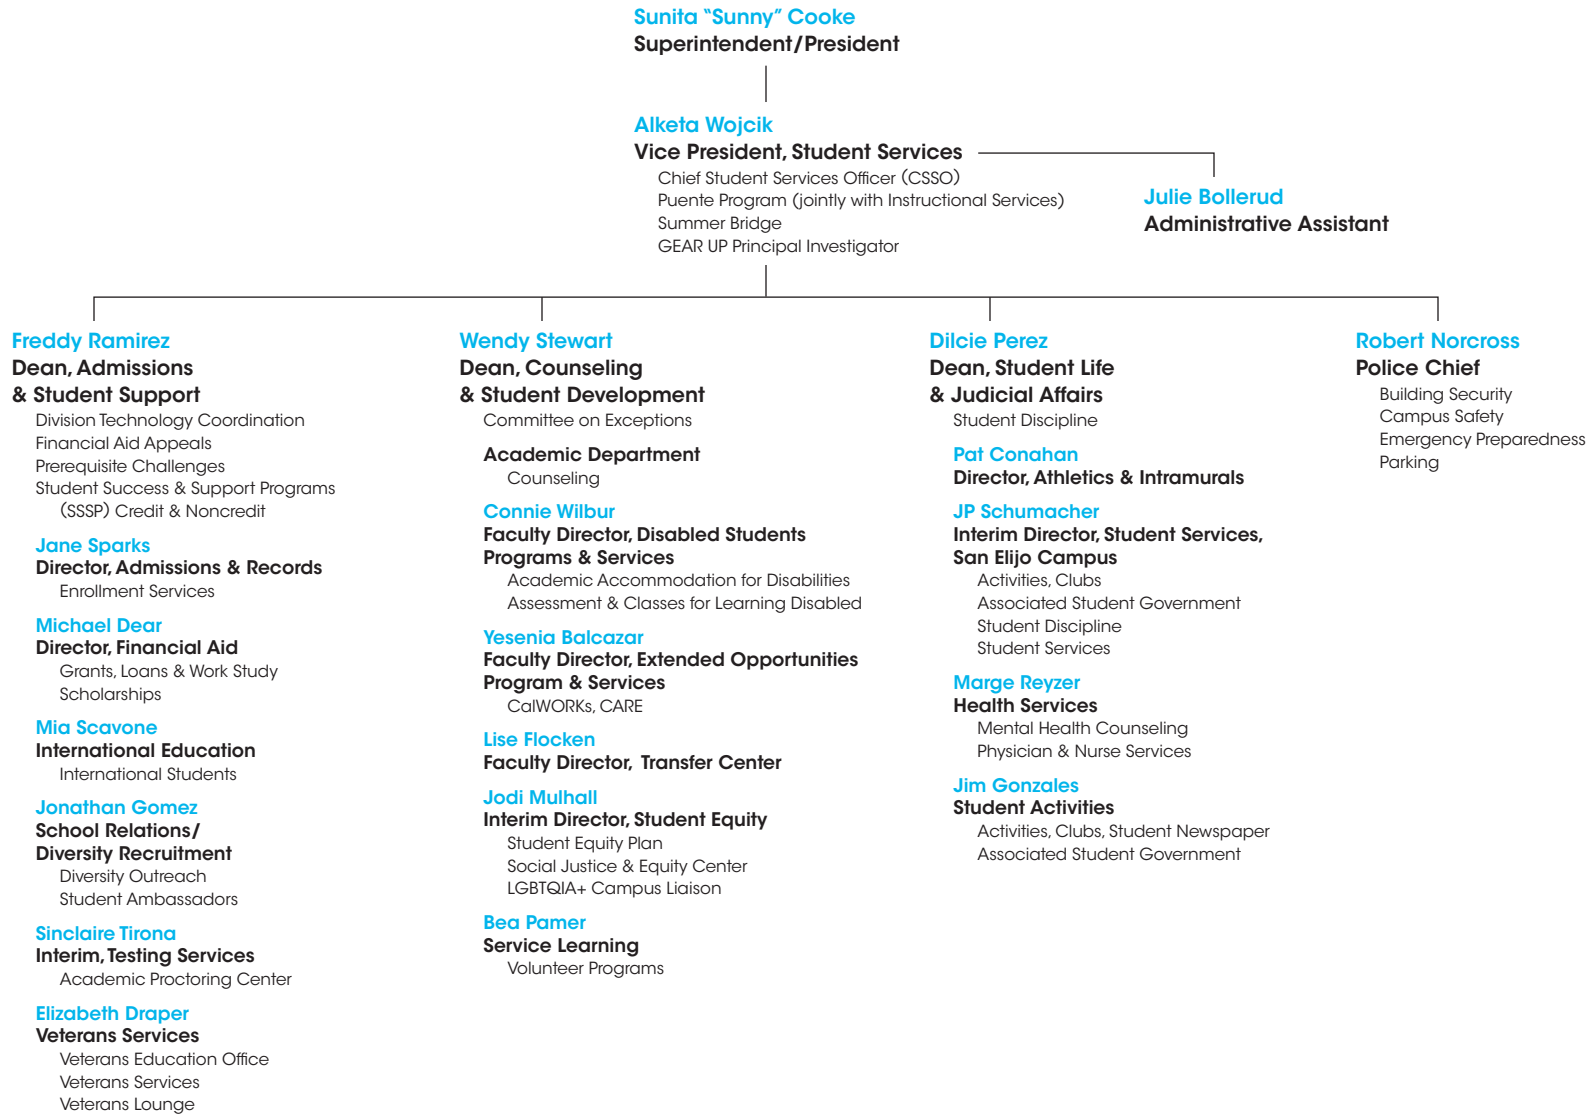 Sunita “Sunny” Cooke
Superintendent/President
Alketa Wojcik
Vice President, Student Services
Chief Student Services Officer (CSSO)
Puente Program (jointly with Instructional Services)
Summer Bridge
GEAR UP Principal Investigator
Julie Bollerud
Administrative Assistant
Freddy Ramirez
Dean, Admissions
& Student Support
Division Technology Coordination
Financial Aid Appeals
Prerequisite Challenges
Student Success & Support Programs
(SSSP) Credit & Noncredit
Jane Sparks
Director, Admissions & Records
Enrollment Services
Michael Dear
Director, Financial Aid
Grants, Loans & Work Study
Scholarships
Mia Scavone
International Education
International Students
Jonathan Gomez
School Relations/
Diversity Recruitment
Diversity Outreach
Student Ambassadors
Sinclaire Tirona
Interim, Testing Services
Academic Proctoring Center
Elizabeth Draper
Veterans Services
Veterans Education Office
Veterans Services
Veterans Lounge
Wendy Stewart
Dean, Counseling
& Student Development
Committee on Exceptions
Academic Department
Counseling
Connie Wilbur
Faculty Director, Disabled Students
Programs & Services
Academic Accommodation for Disabilities
Assessment & Classes for Learning Disabled
Yesenia Balcazar
Faculty Director, Extended Opportunities
Program & Services
CalWORKs, CARE
Lise Flocken
Faculty Director, Transfer Center
Jodi Mulhall
Interim Director, Student Equity
Student Equity Plan
Social Justice & Equity Center
LGBTQIA+ Campus Liaison
Bea Pamer
Service Learning
Volunteer Programs
Dilcie Perez
Dean, Student Life
& Judicial Affairs
Student Discipline
Pat Conahan
Director, Athletics & Intramurals
JP Schumacher
Interim Director, Student Services,
San Elijo Campus
Activities, Clubs
Associated Student Government
Student Discipline
Student Services
Marge Reyzer
Health Services
Mental Health Counseling
Physician & Nurse Services
Jim Gonzales
Student Activities
Activities, Clubs, Student Newspaper
Associated Student Government
Robert Norcross
Police Chief
Building Security
Campus Safety
Emergency Preparedness
Parking